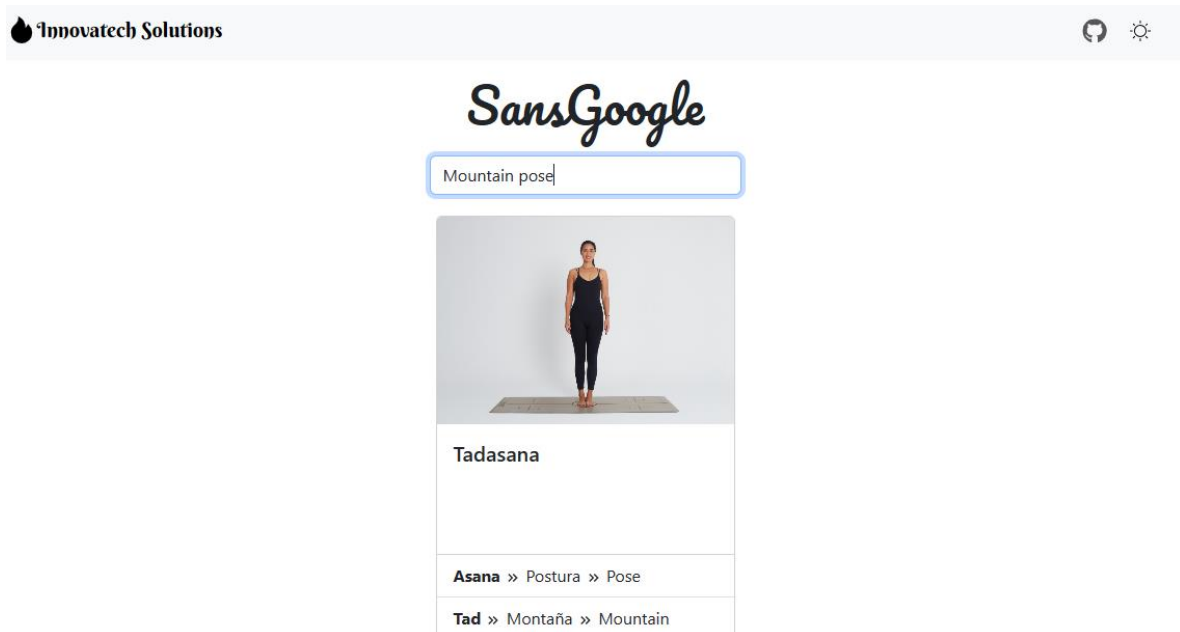 Innovatech Solutions
SansGoogle
Mountain pose
Tadasana
Asana » Postura » Pose
Tad » Montaña » Mountain